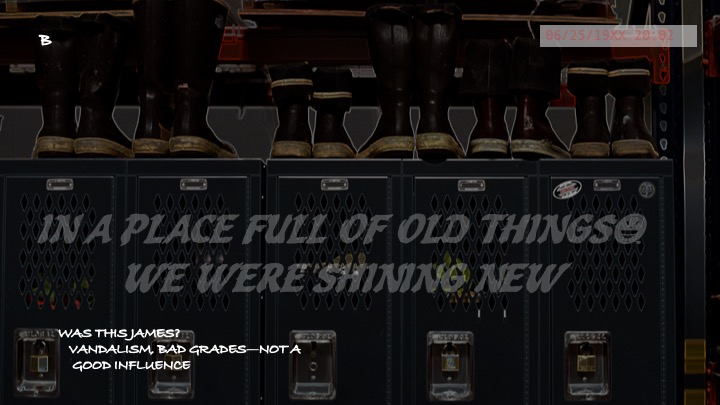 B
06/25/19XX 20:02
IN A PLACE FULL OF OLD THINGS
WE WERE SHINING NEW
WAS THIS JAMES?
VANDALISM, BAD GRADES—NOT A
GOOD INFLUENCE